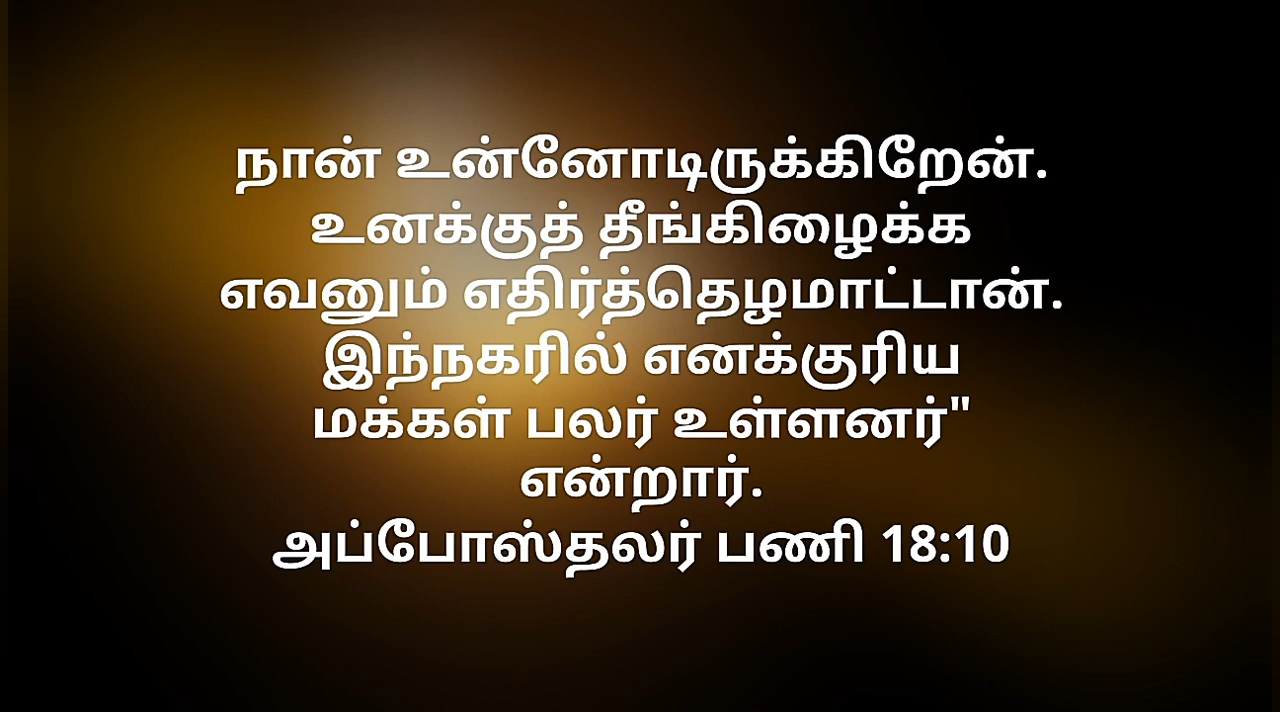 நான் உன்னோடிருக்கிறேன்.
உனக்குத் தீங்கிழைக்க
எவனும் எதிர்த்தெழமாட்டான்.
இந்நகரில் எனக்குரிய
மக்கள் பலர் உள்ளனர்"
என்றார்.
அப்போஸ்தலர் பணி 18:10